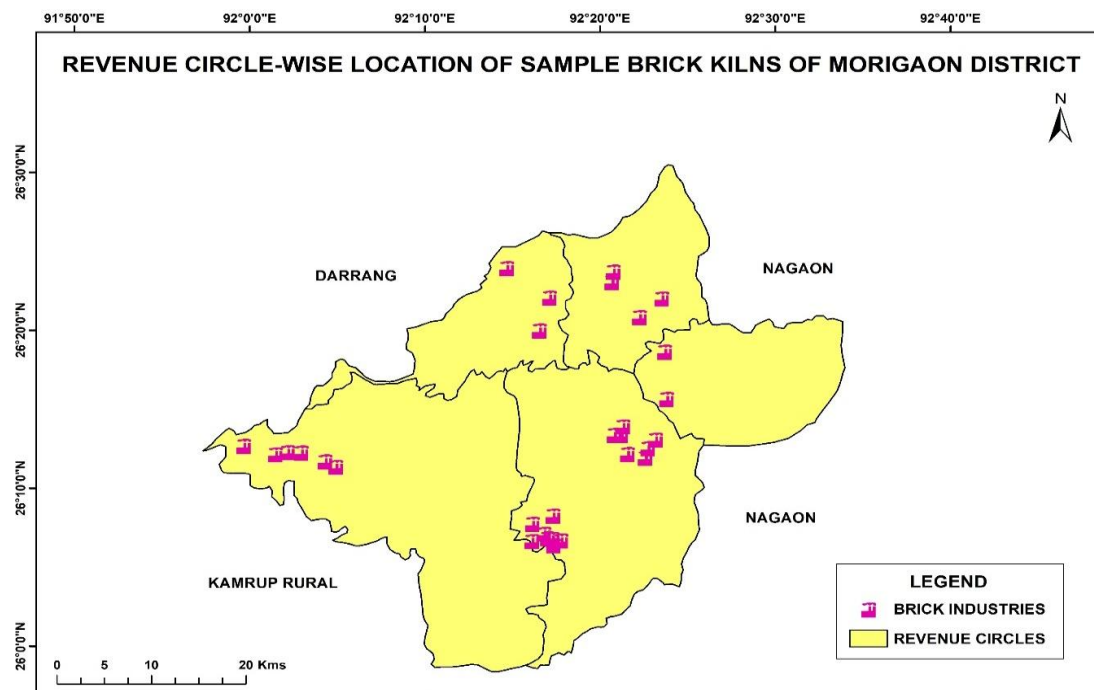 91°50'0"E 92°0'0"E 92°10'0"E 92°20'0"E 92°30'0"E 92°40'0"E
REVENUE CIRCLE-WISE LOCATION OF SAMPLE BRICK KILNS OF MORIGAON DISTRICT
N
26°30'0"N
DARRANG
NAGAON
26°20'0"N
26°10'0"N
NAGAON
KAMRUP RURAL
LEGEND
BRICK INDUSTRIES
REVENUE CIRCLES
26°0'0"N
0 5 10 20 Kms